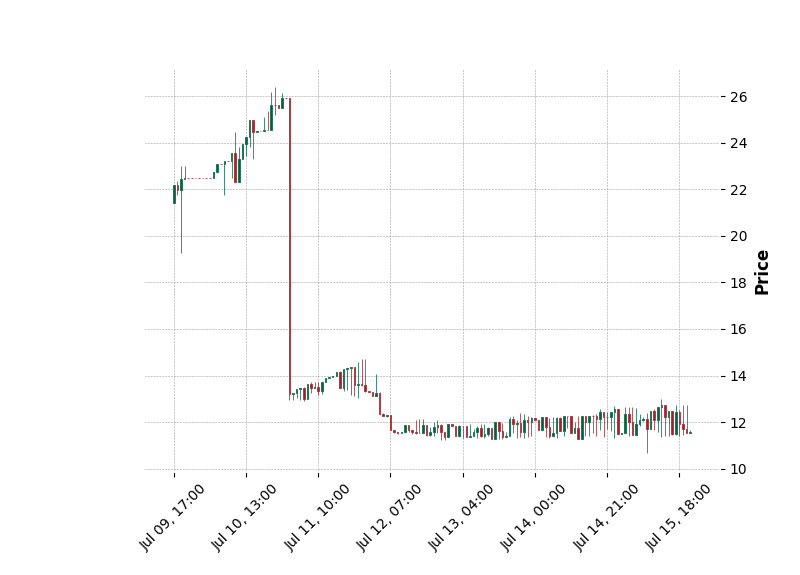 26
24
22
20
18
16
14
12
10
Price
Jul 09, 17:00
Jul 10, 13:00
Jul 11, 10:00
Jul 12, 07:00
Jul 13, 04:00
Jul 14, 00:00
Jul 14, 21:00
Jul 15, 18:00